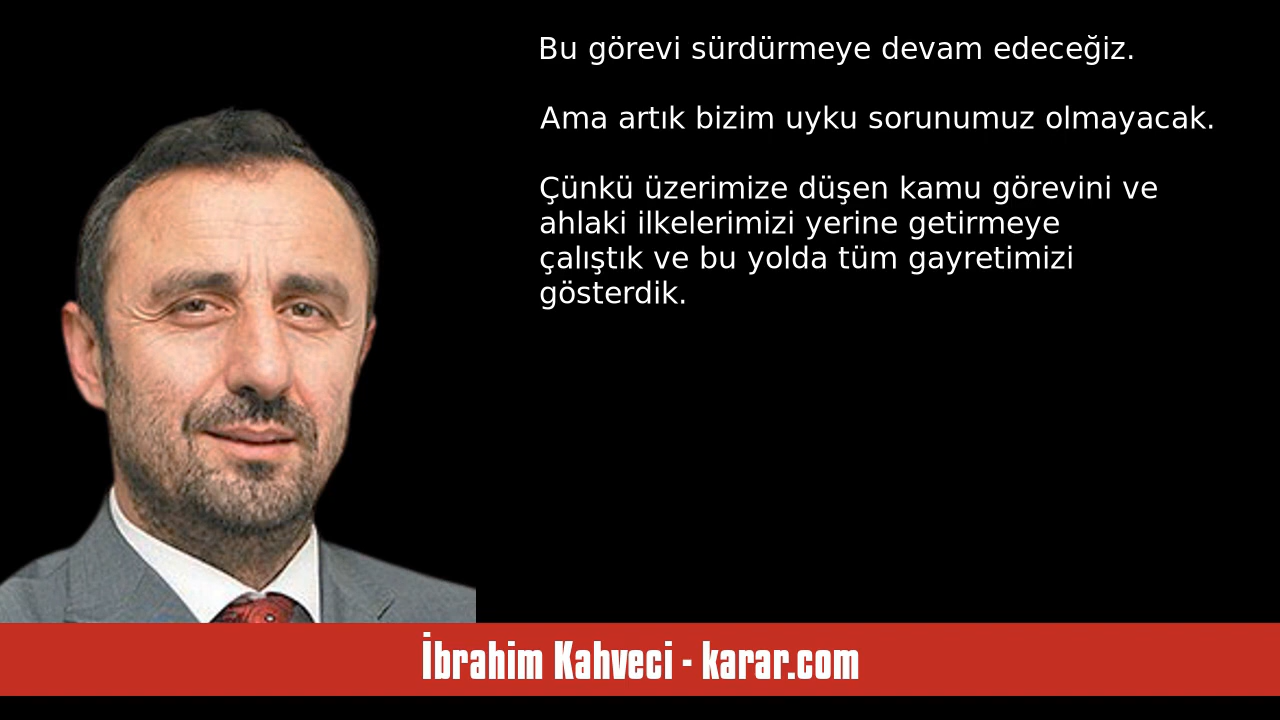 Bu görevi sürdürmeye devam edeceğiz.
Ama artık bizim uyku sorunumuz olmayacak.
Çünkü üzerimize düşen kamu görevini ve
ahlaki ilkelerimizi yerine getirmeye
çalıştık ve bu yolda tüm gayretimizi
gösterdik.
İbrahim Kahveci - karar.com